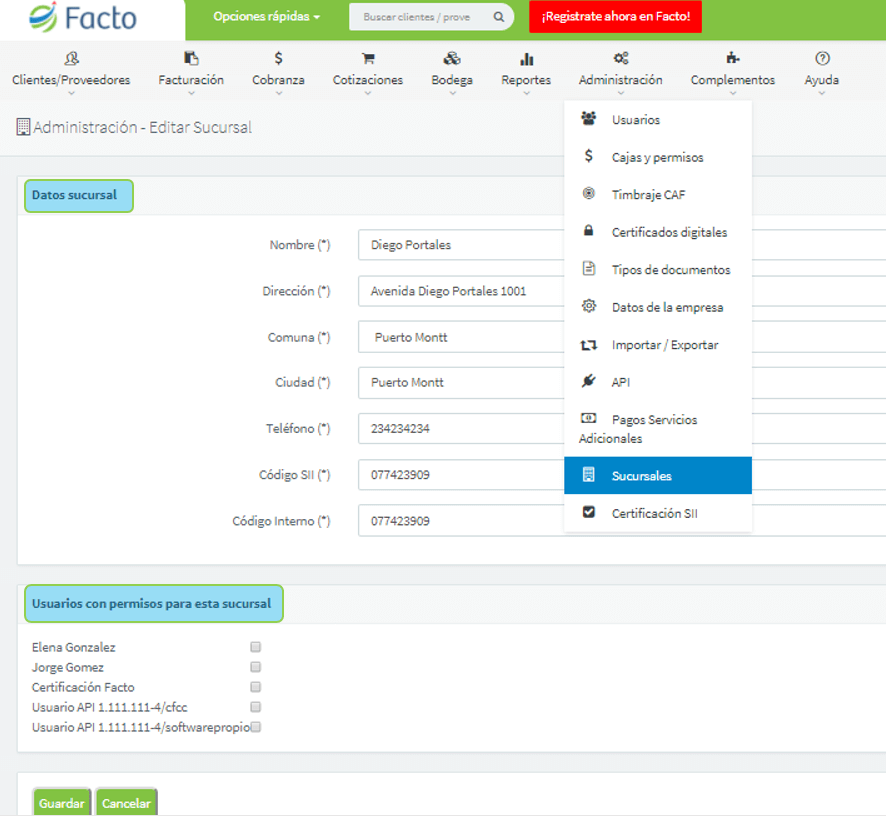 Facto
Opciones rápidas
Buscar clientes / prove
¡Registrate ahora en Facto!
Clientes/Proveedores
Facturación
Cobranza
Cotizaciones
Bodega
Reportes
Administración
Complementos
Ayuda
Administración - Editar Sucursal
Usuarios
Cajas y permisos
Timbraje CAF
Certificados digitales
Tipos de documentos
Datos de la empresa
Importar / Exportar
API
Pagos Servicios
Adicionales
Sucursales
Certificación SII
Datos sucursal
Nombre (*) Diego Portales
Dirección (*) Avenida Diego Portales 1001
Comuna (*) Puerto Montt
Ciudad (*) Puerto Montt
Teléfono (*) 234234234
Código SII (*) 077423909
Código Interno (*) 077423909
Usuarios con permisos para esta sucursal
Elena Gonzalez
Jorge Gomez
Certificación Facto
Usuario API 1.111.111-4/cfcc
Usuario API 1.111.111-4/softwarepropio
Guardar Cancelar